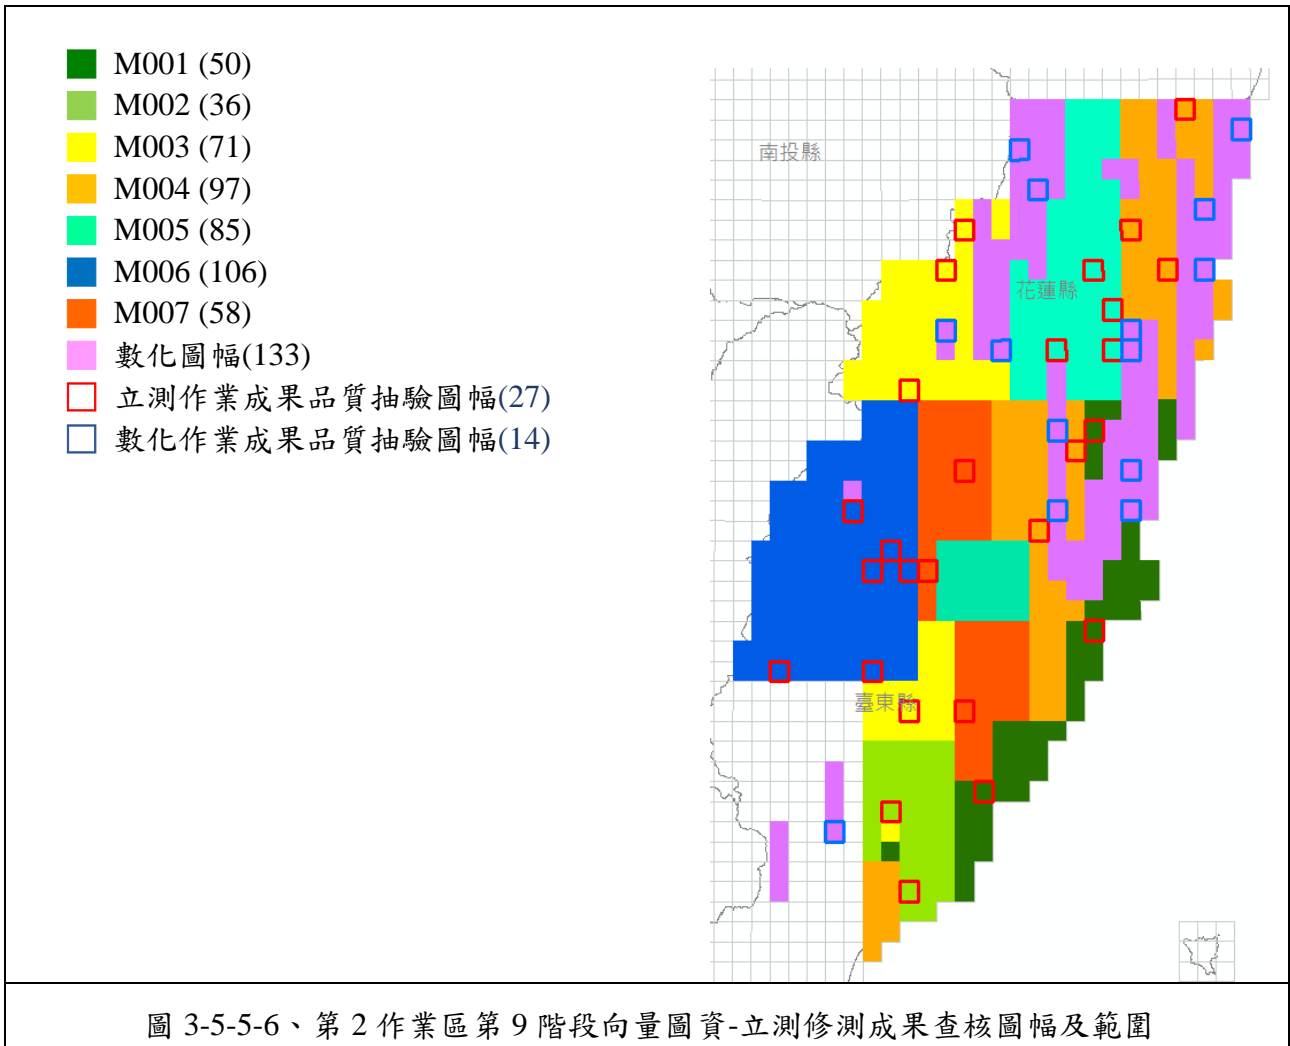 M001 (50)
M002 (36)
M003 (71)
M004 (97)
M005 (85)
M006 (106)
M007 (58)
數化圖幅(133)
立測作業成果品質抽驗圖幅(27)
數化作業成果品質抽驗圖幅(14)
南投縣
花蓮縣
臺東縣
圖 3-5-5-6、第 2 作業區第 9 階段向量圖資-立測修測成果查核圖幅及範圍